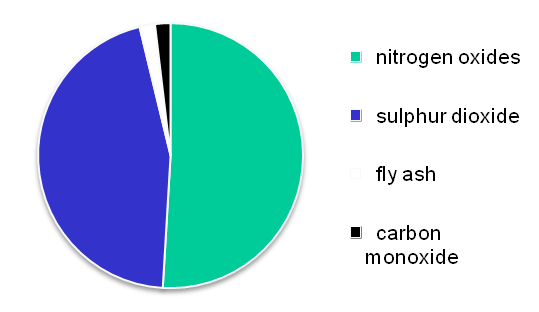 nitrogen oxides
sulphur dioxide
fly ash
carbon
monoxide